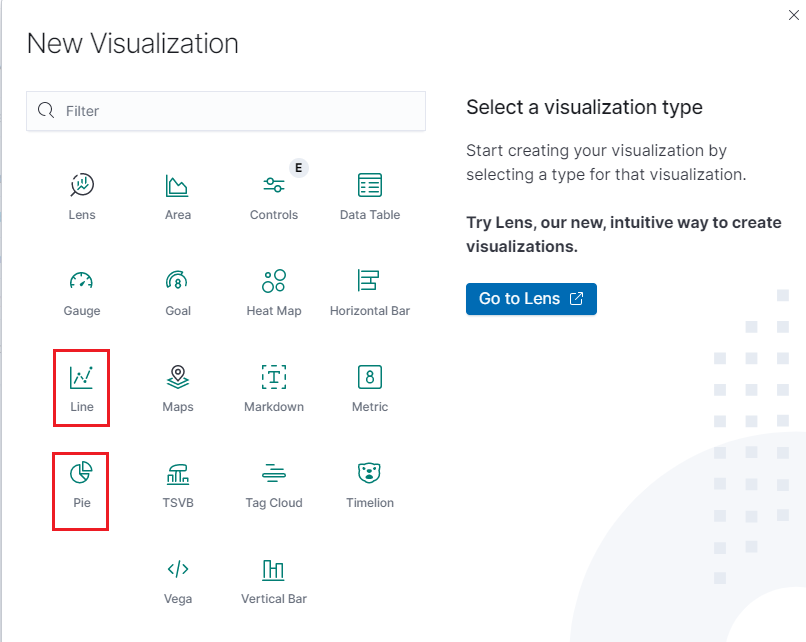 New Visualization
Filter
E
Lens
Area
Controls
Data Table
Gauge
8
Goal
Heat Map
Horizontal Bar
T
8
Line
Maps
Markdown
Metric
Pie
TSVB
Tag Cloud
Timelion
</>
Vega
Vertical Bar
Select a visualization type
Start creating your visualization by
selecting a type for that visualization.
Try Lens, our new, intuitive way to create
visualizations.
Go to Lens